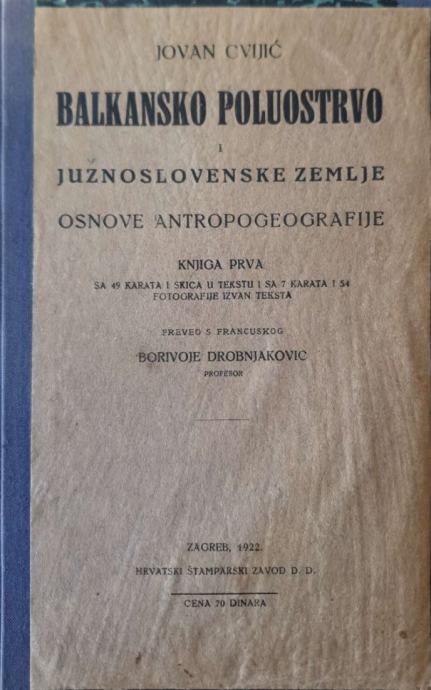 JOVAN CVIJIĆ
BALKANSKO POLUOSTRVO
I
JUŽNOSLOVENSKE ZEMLJE
OSNOVE ANTROPOGEOGRAFIJE
KNJIGA PRVA
SA 49 KARATA I SKICA U TEKSTU I SA 7 KARATA I 54
FOTOGRAFIJE IZVAN TEKSTA
PREVEO S FRANCUSKOG
BORIVOJE DROBNJAKOVIĆ
PROFESOR
ZAGREB, 1922.
HRVATSKI ŠTAMPARSKI ZAVOD D. D.
CENA 70 DINARA